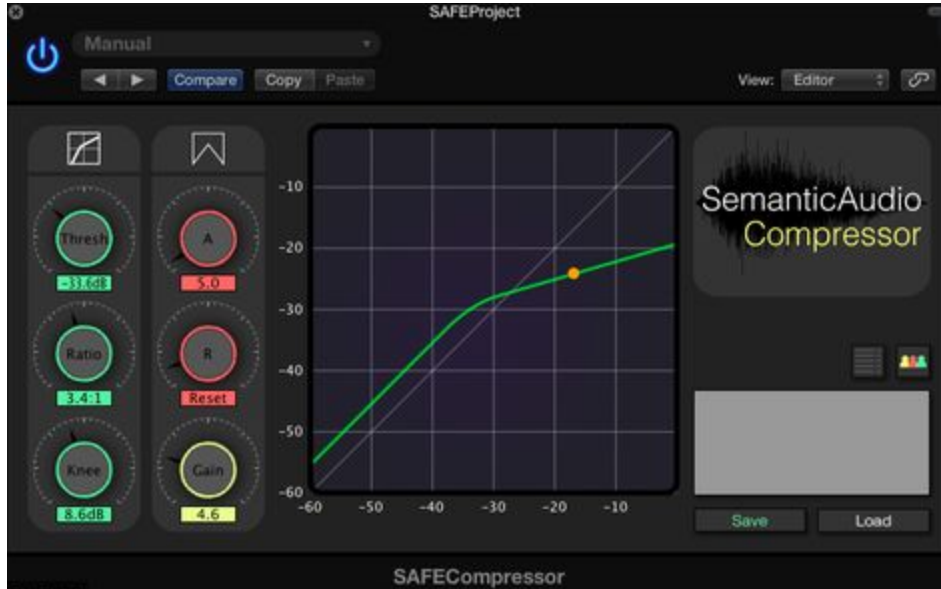 SAFEProject
Manual
Compare Copy Paste
View: Editor
Thresh
-33.6dB
Ratio
3.4:1
Knee
8.6dB
A
5.0
R
Reset
Gain
4.6
-10
-20
-30
-40
-50
-60
-60 -50 -40 -30 -20 -10
SemanticAudio
Compressor
Save Load
SAFECompressor